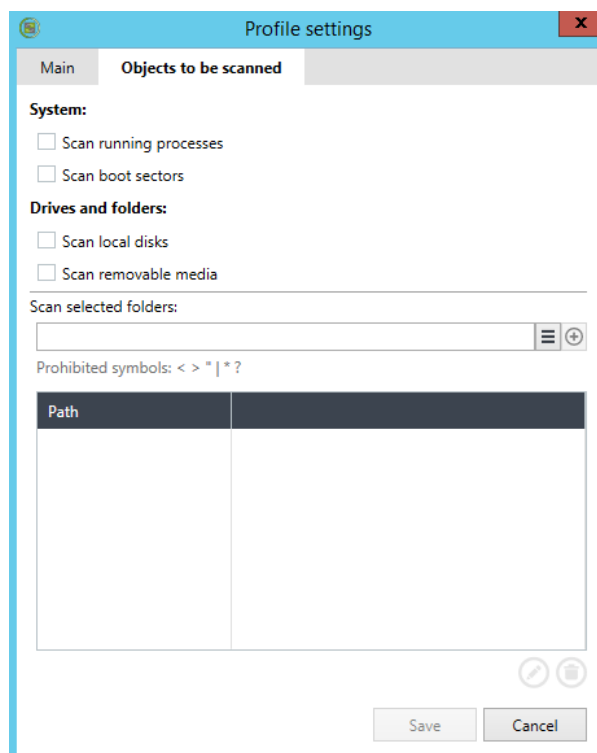 Profile settings
x
Main
Objects to be scanned
System:
Scan running processes
Scan boot sectors
Drives and folders:
Scan local disks
Scan removable media
Scan selected folders:
Prohibited symbols: < > " | * ?
Path
Save
Cancel